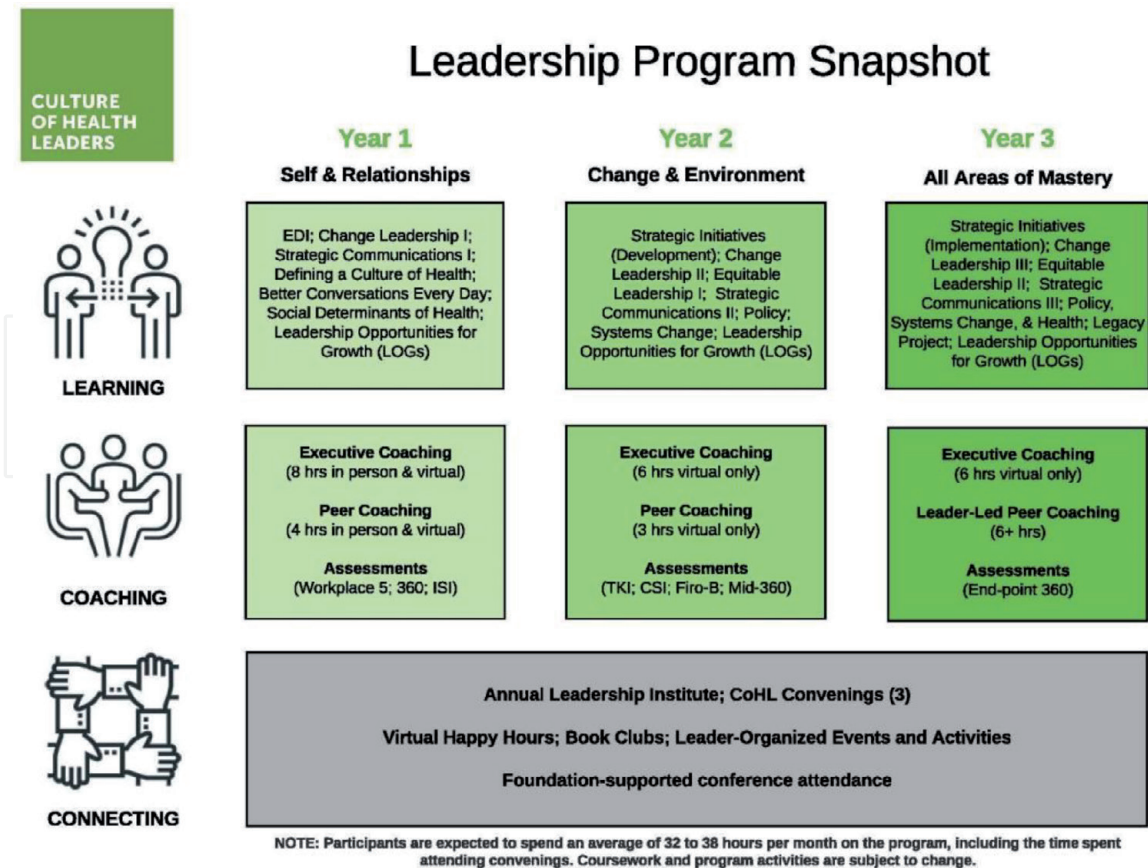 CULTURE
OF HEALTH
LEADERS
Leadership Program Snapshot
Year 1
Self & Relationships
Year 2
Change & Environment
Year 3
All Areas of Mastery
LEARNING
EDI; Change Leadership I;
Strategic Communications I;
Defining a Culture of Health;
Better Conversations Every Day;
Social Determinants of Health;
Leadership Opportunities for
Growth (LOGs)
Strategic Initiatives
(Development); Change
Leadership II; Equitable
Leadership I; Strategic
Communications II; Policy;
Systems Change; Leadership
Opportunities for Growth (LOGs)
Strategic Initiatives
(Implementation); Change
Leadership III; Equitable
Leadership II; Strategic
Communications III; Policy,
Systems Change, & Health; Legacy
Project; Leadership Opportunities
for Growth (LOGs)
COACHING
Executive Coaching
(8 hrs in person & virtual)
Peer Coaching
(4 hrs in person & virtual)
Assessments
(Workplace 5; 360; ISI)
Executive Coaching
(6 hrs virtual only)
Peer Coaching
(3 hrs virtual only)
Assessments
(TKI; CSI; Firo-B; Mid-360)
Executive Coaching
(6 hrs virtual only)
Leader-Led Peer Coaching
(6+ hrs)
Assessments
(End-point 360)
CONNECTING
Annual Leadership Institute; CoHL Convenings (3)
Virtual Happy Hours; Book Clubs; Leader-Organized Events and Activities
Foundation-supported conference attendance
NOTE: Participants are expected to spend an average of 32 to 38 hours per month on the program, including the time spent
attending convenings. Coursework and program activities are subject to change.